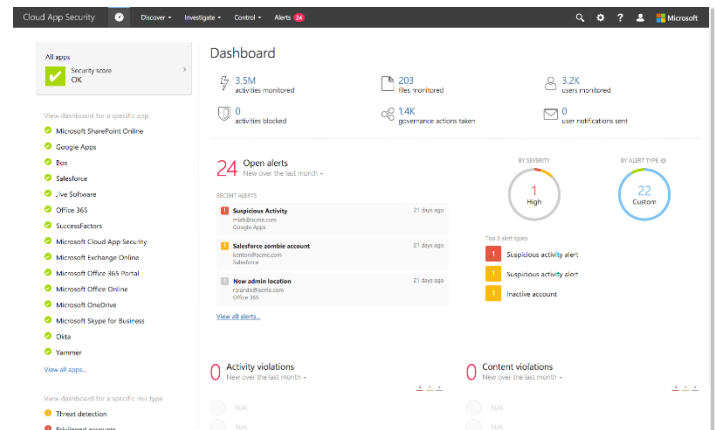 Cloud App Security
Discover
Investigate
Control
Alerts 24
?
Microsoft
All apps
Security score
OK
View dashboard for a specific app
Microsoft SharePoint Online
Google Apps
Box
Salesforce
Jive Software
Office 365
SuccessFactors
Microsoft Cloud App Security
Microsoft Exchange Online
Microsoft Office 365 Portal
Microsoft Office Online
Microsoft OneDrive
Microsoft Skype for Business
Okta
Yammer
View all apps...
View dashboard for a specific risk type
Threat detection
Privileged accounts
Dashboard
3.5M
activities monitored
203
files monitored
3.2K
users monitored
0
activities blocked
1.4K
governance actions taken
0
user notifications sent
24 Open alerts
New over the last month
RECENT ALERTS
Suspicious Activity
21 days ago
Google Apps
Salesforce zombie account
21 days ago
kenton@acme.com
Salesforce
New admin location
21 days ago
Office 365
View all alerts...
BY SEVERITY
1
High
BY ALERT TYPE
22
Custom
Top 3 alert types
1 Suspicious activity alert
1 Suspicious activity alert
1 Inactive account
0 Activity violations
New over the last month
N/A
N/A
0 Content violations
New over the last month
N/A
N/A